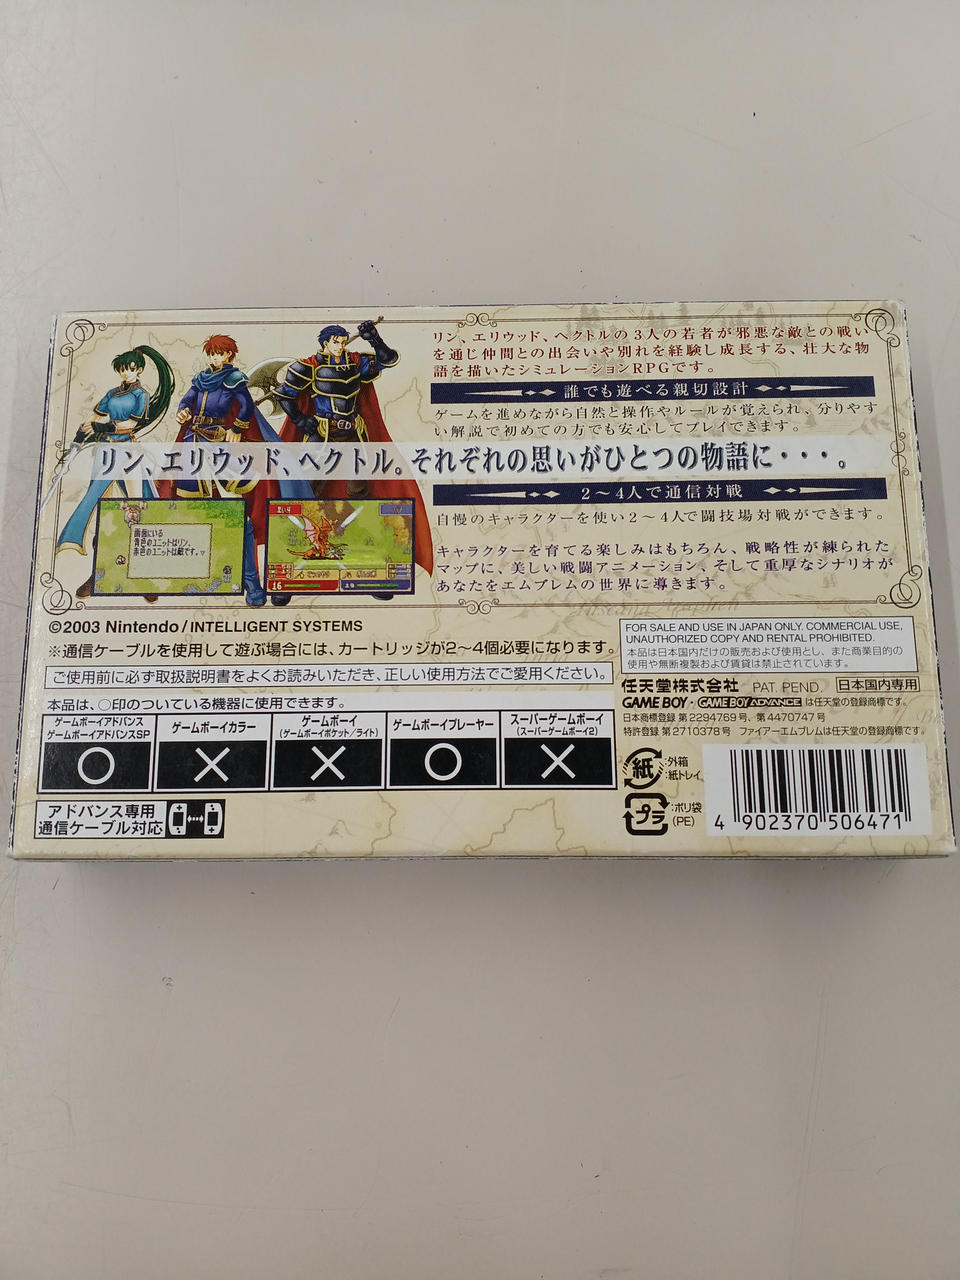 リン、エリウッド、ヘクトルの3人の若者が邪悪な敵との戦い
を通じ仲間との出会いや別れを経験し成長する、壮大な物
語を描いたシミュレーションRPGです。
誰でも遊べる親切設計
ゲームを進めながら自然と操作やルールが覚えられ、分りやす
い解説で初めての方でも安心してプレイできます。
リン、エリウッド、ヘクトル。それぞれの思いがひとつの物語に・・・。
2〜4人で通信対戦
自慢のキャラクターを使い2〜4人で闘技場対戦ができます。
キャラクターを育てる楽しみはもちろん、戦略性が練られた
マップに、美しい戦闘アニメーション、そして重厚なシナリオが
あなたをエムブレムの世界に導きます。
画面にいる
青色のユニットはリン。
赤色のユニットは敵です。▽
16
©2003 Nintendo/INTELLIGENT SYSTEMS
※通信ケーブルを使用して遊ぶ場合には、カートリッジが2〜4個必要になります。
ご使用前に必ず取扱説明書をよくお読みいただき、正しい使用方法でご愛用ください。
本品は、○印のついている機器に使用できます。
ゲームボーイアドバンス
ゲームボーイアドバンスSP
ゲームボーイカラー
ゲームボーイ
(ゲームボーイポケット/ライト)
ゲームボーイプレーヤー
スーパーゲームボーイ
(スーパーゲームボーイ2)
○ × × ○ ×
アドバンス専用
通信ケーブル対応
FOR SALE AND USE IN JAPAN ONLY. COMMERCIAL USE,
UNAUTHORIZED COPY AND RENTAL PROHIBITED.
本品は日本国内だけの販売および使用とし、また商業目的の
使用や無断複製および賃貸は禁止されています。
任天堂株式会社 PAT. PEND. 日本国内専用
GAME BOY・GAME BOY ADVANCE は任天堂の登録商標です。
日本商標登録 第2294769号、第4470747号
特許登録 第2710378号 ファイアーエムブレムは任天堂の登録商標です。
紙 :外箱
:紙トレイ
プラ :ポリ袋
(PE)
4 902370 506471